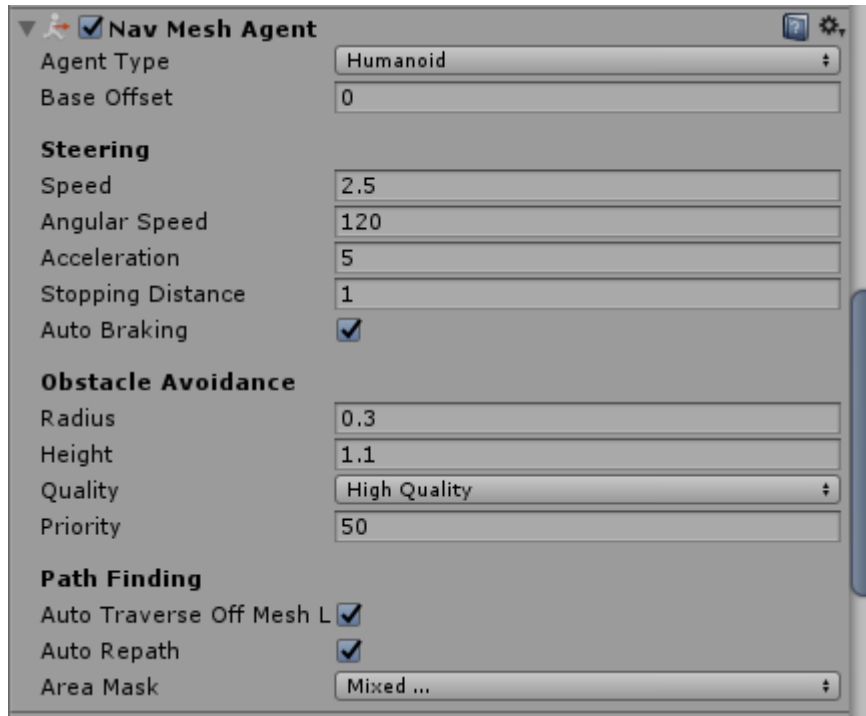 Nav Mesh Agent
Agent Type Humanoid
Base Offset 0
Steering
Speed 2.5
Angular Speed 120
Acceleration 5
Stopping Distance 1
Auto Braking
Obstacle Avoidance
Radius 0.3
Height 1.1
Quality High Quality
Priority 50
Path Finding
Auto Traverse Off Mesh L
Auto Repath
Area Mask Mixed ...